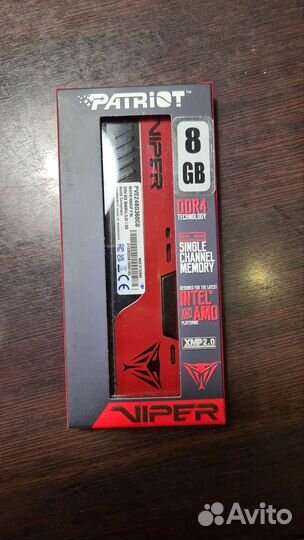 PATRIOT
8
GB
VIPER
DDR4
TECHNOLOGY
SINGLE
CHANNEL
MEMORY
DESIGNED FOR THE LATEST
INTEL
AND AMD
PLATFORMS
XMP2.0
PVE248G360C8
VIPER
Avito